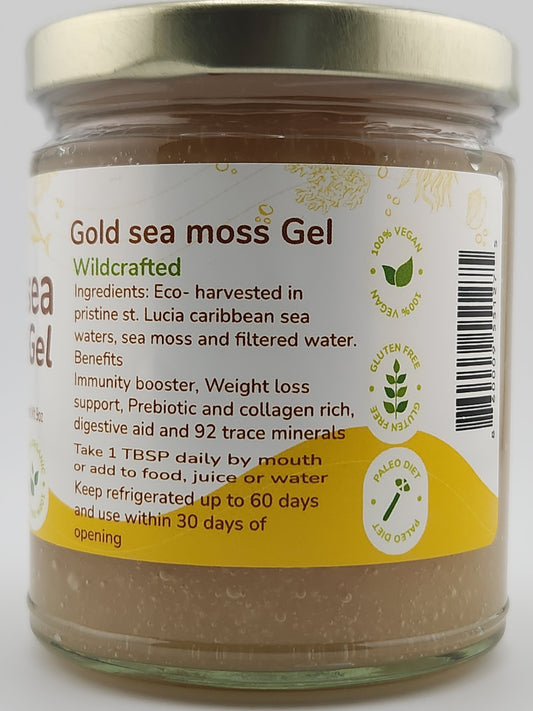 Gold sea moss Gel
Wildcrafted
Ingredients: Eco- harvested in
pristine st. Lucia caribbean sea
waters, sea moss and filtered water.
Benefits
Immunity booster, Weight loss
support, Prebiotic and collagen rich,
digestive aid and 92 trace minerals
Take 1 TBSP daily by mouth
or add to food, juice or water
Keep refrigerated up to 60 days
and use within 30 days of
opening
sea
Gel
9oz
100% VEGAN
100% VEGAN
GLUTEN FREE
GLUTEN FREE
PALEO DIET
PALEO DIET